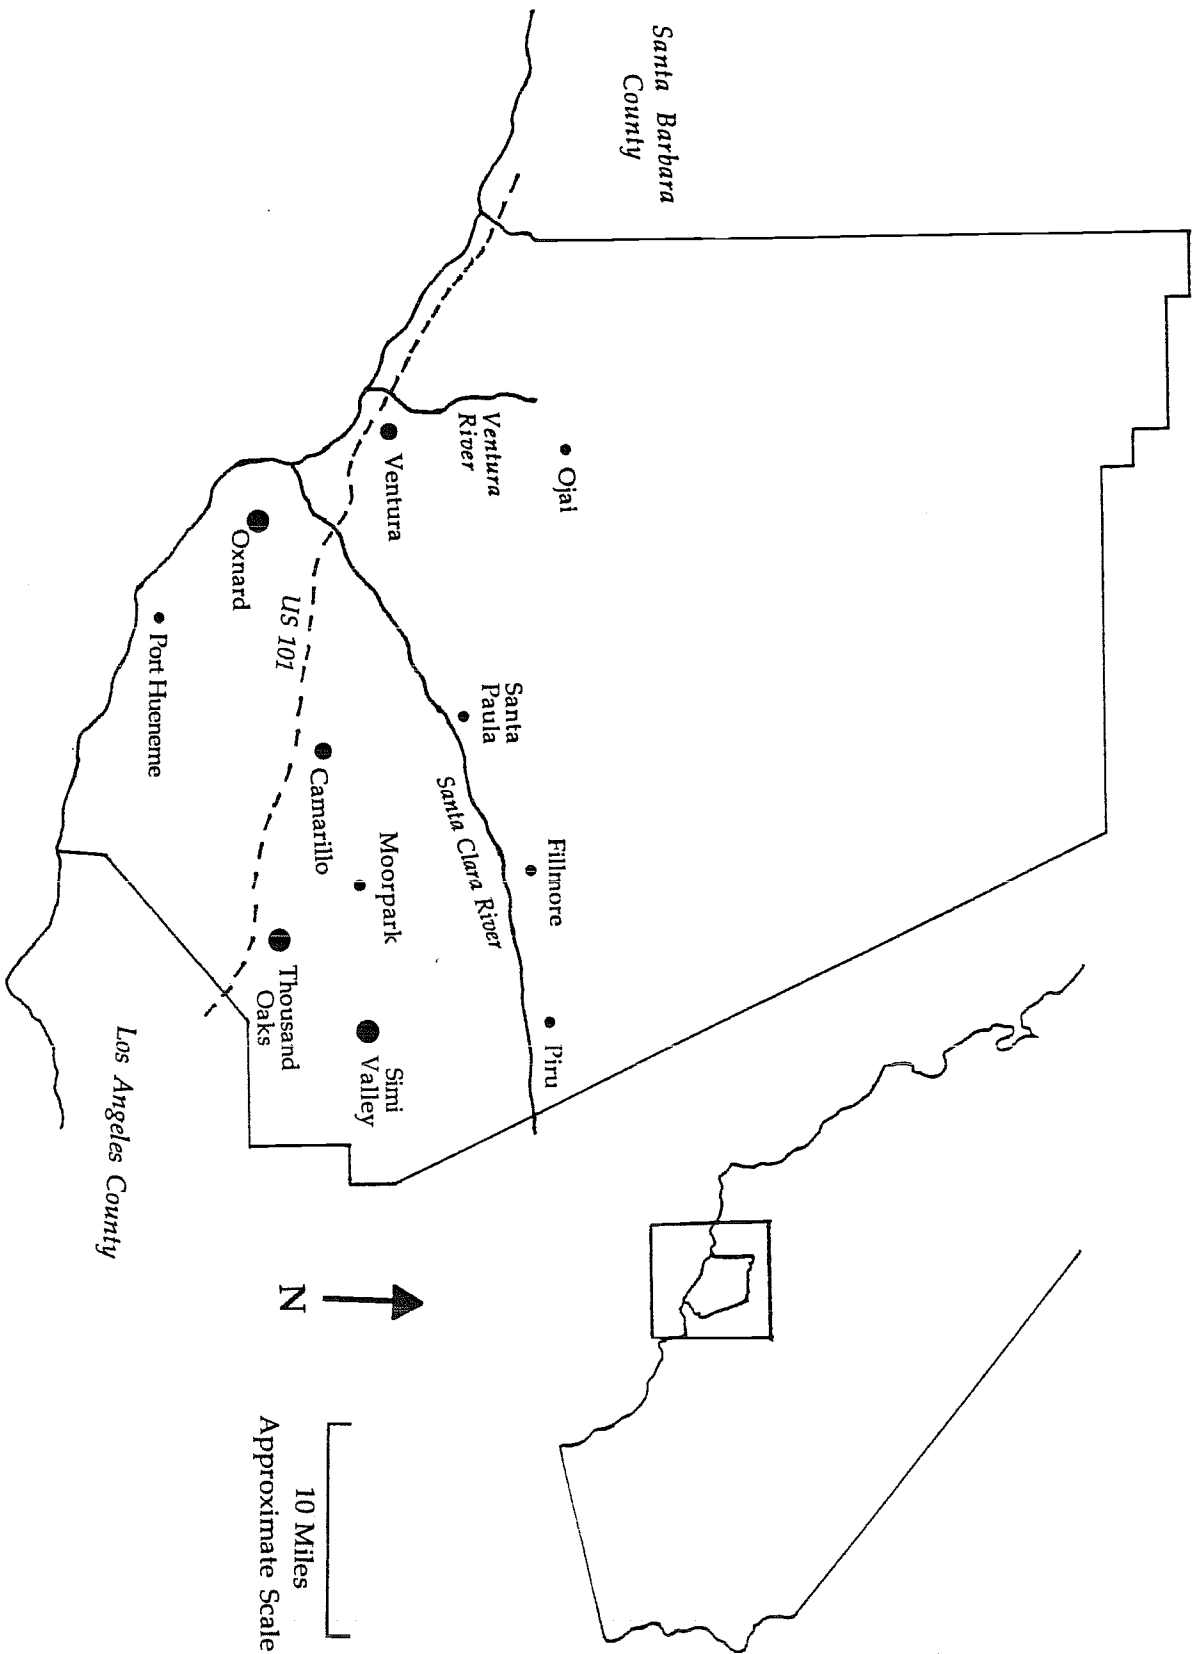 Santa Barbara
County
Ojai
Ventura
River
Ventura
Oxnard
US 101
Port Hueneme
Santa
Paula
Santa Clara River
Camarillo
Fillmore
Moorpark
Piru
Thousand
Oaks
Simi
Valley
Los Angeles County
N
10 Miles
Approximate Scale